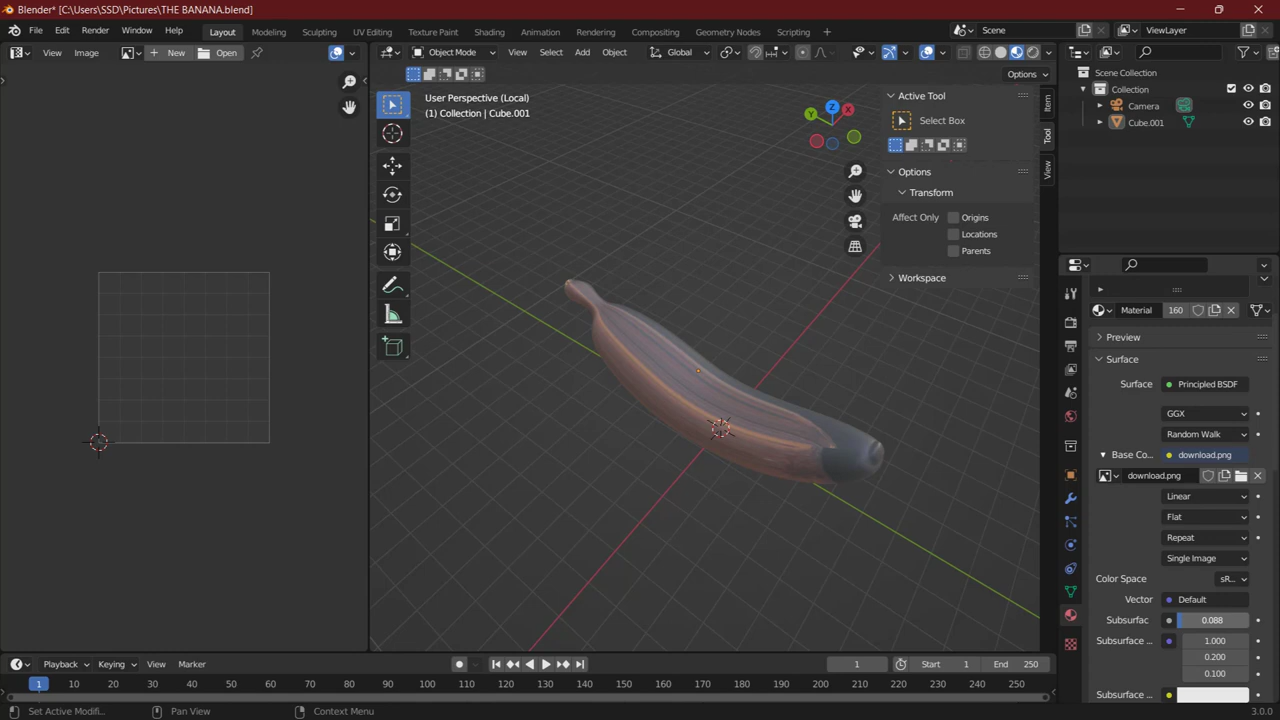 Blender* [C:\Users\SSD\Pictures\THE BANANA.blend]
File Edit Render Window Help Layout Modeling Sculpting UV Editing Texture Paint Shading Animation Rendering Compositing Geometry Nodes Scripting + Scene ViewLayer
View Image + New Open Object Mode View Select Add Object Global
Options
User Perspective (Local)
(1) Collection | Cube.001
Z
Y
X
Active Tool
Select Box
Options
Transform
Affect Only Origins
Locations
Parents
Workspace
Item
Tool
View
Scene Collection
Collection
Camera
Cube.001
Material 160
Preview
Surface
Surface Principled BSDF
GGX
Random Walk
Base Co... download.png
download.png
Linear
Flat
Repeat
Single Image
Color Space sR...
Vector Default
Subsurfac 0.088
Subsurface ... 1.000
0.200
0.100
Subsurface ...
Playback Keying View Marker 1 Start 1 End 250
1 10 20 30 40 50 60 70 80 90 100 110 120 130 140 150 160 170 180 190 200 210 220 230 240 250
Set Active Modifi... Pan View Context Menu 3.0.0